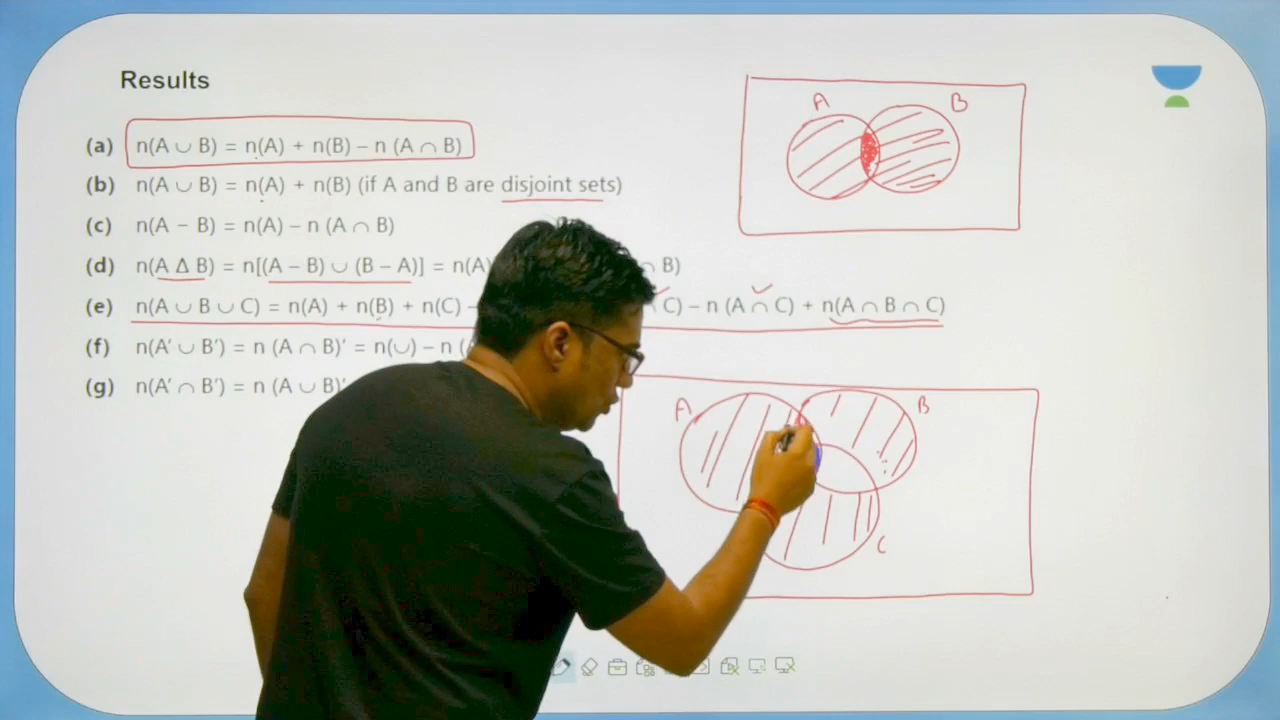 Results
A
B
(a) n(A ∪ B) = n(A) + n(B) – n (A ∩ B)
(b) n(A ∪ B) = n(A) + n(B) (if A and B are disjoint sets)
(c) n(A – B) = n(A) – n (A ∩ B)
(d) n(A Δ B) = n[(A – B) ∪ (B – A)] = n(A) ∩ B)
(e) n(A ∪ B ∪ C) = n(A) + n(B) + n(C) – C) – n (A ∩ C) + n(A ∩ B ∩ C)
(f) n(A′ ∪ B′) = n (A ∩ B)′ = n(∪) – n (
(g) n(A′ ∩ B′) = n (A ∪ B)′
A
B
C